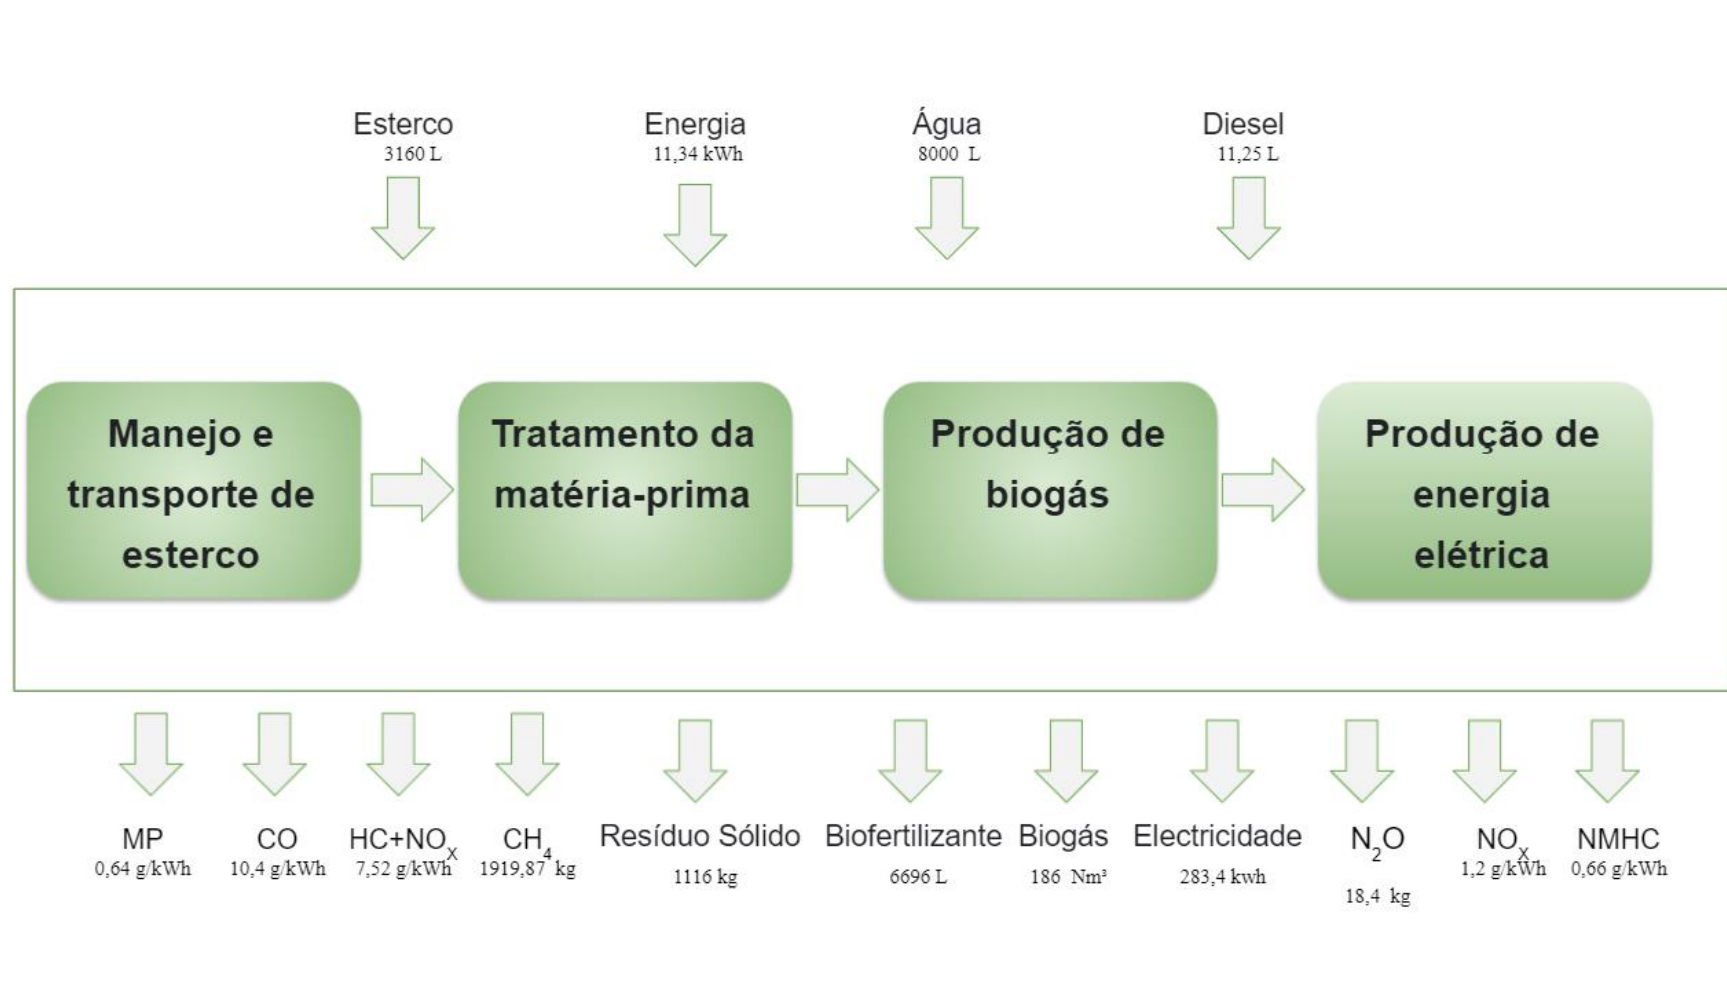 Esterco
3160 L
Energia
11,34 kWh
Água
8000 L
Diesel
11,25 L
Manejo e
transporte de
esterco
Tratamento da
matéria-prima
Produção de
biogás
Produção de
energia
elétrica
MP
0,64 g/kWh
CO
10,4 g/kWh
HC+NOX
7,52 g/kWh
CH4
1919,87 kg
Resíduo Sólido
1116 kg
Biofertilizante
6696 L
Biogás
186 Nm³
Electricidade
283,4 kwh
N2O
18,4 kg
NOX
1,2 g/kWh
NMHC
0,66 g/kWh